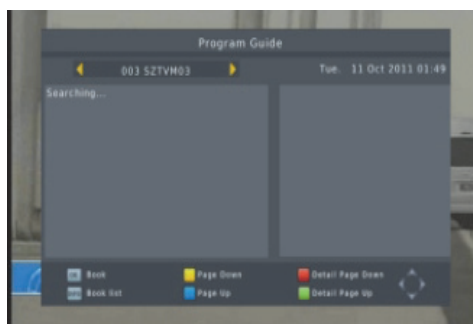 Program Guide
003 SZTVM03
Tue. 11 Oct 2011 01:49
Searching...
OK Book
Page Down
Detail Page Down
Book list
Page Up
Detail Page Up